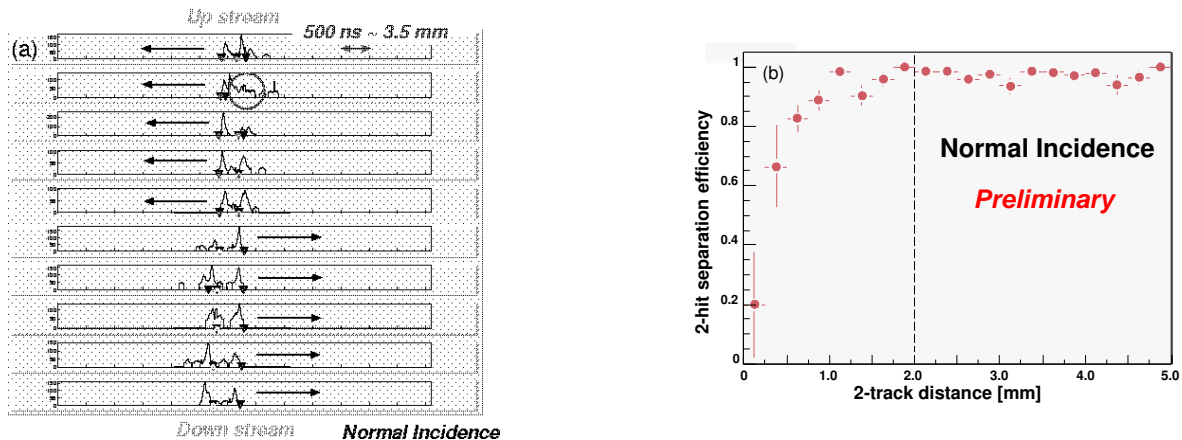 Up stream
(a)
500 ns ~ 3.5 mm
Down stream
Normal Incidence
(b)
1
0.8
0.6
0.4
0.2
0
2-hit separation efficiency
Normal Incidence
Preliminary
0
1.0
2.0
3.0
4.0
5.0
2-track distance [mm]